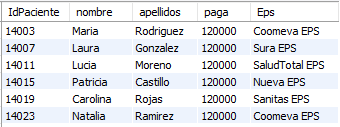 IdPaciente nombre apellidos paga Eps
14003 Maria Rodriguez 120000 Coomeva EPS
14007 Laura Gonzalez 120000 Sura EPS
14011 Lucia Moreno 120000 SaludTotal EPS
14015 Patricia Castillo 120000 Nueva EPS
14019 Carolina Rojas 120000 Sanitas EPS
14023 Natalia Ramirez 120000 Coomeva EPS